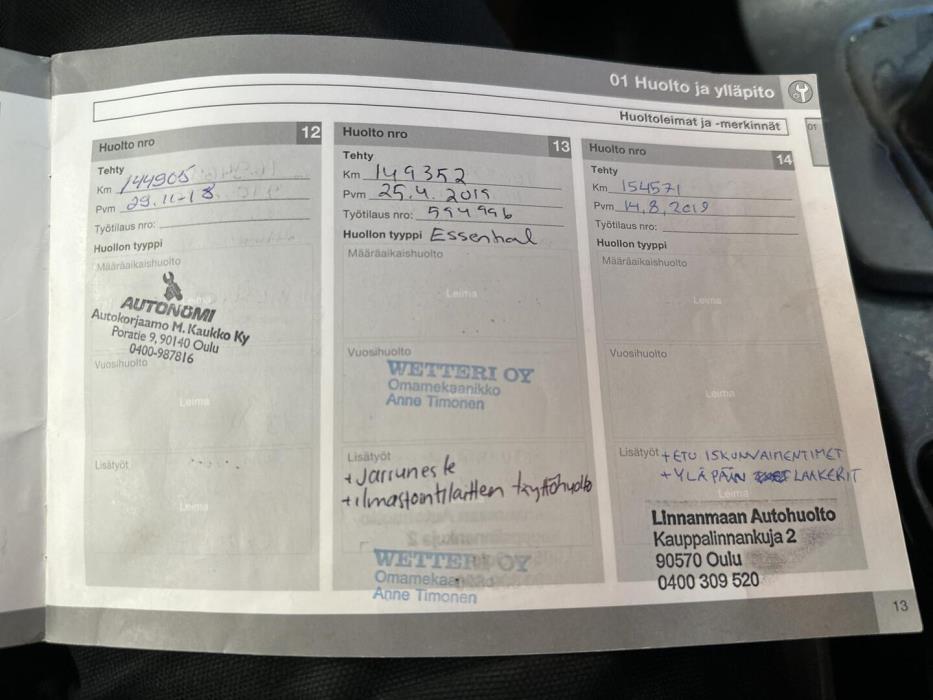 01 Huolto ja ylläpito
Huoltoleimat ja -merkinnät
01
Huolto nro 12
Tehty
Km 144905
Pvm 29.11-18
Työtilaus nro:
Huollon tyyppi
Määräaikaishuolto
Leima
AUTONOMI
Autokorjaamo M. Kaukko Ky
Poratie 9, 90140 Oulu
0400-987816
Vuosihuolto
Leima
Lisätyöt
Leima
Huolto nro 13
Tehty
Km 149352
Pvm 25.4.2019
Työtilaus nro: 594996
Huollon tyyppi Essential
Määräaikaishuolto
Leima
Vuosihuolto
WETTERI OY
Omamekaanikko
Anne Timonen
Lisätyöt
+Jarruneste
+ilmastointilaitteen täyttöhuolto
WETTERI OY
Omamekaanikko
Anne Timonen
Huolto nro 14
Tehty
Km 154571
Pvm 14.8.2019
Työtilaus nro:
Huollon tyyppi
Määräaikaishuolto
Leima
Vuosihuolto
Leima
Lisätyöt +ETU ISKUNVAIMENTIMET
+YLÄPÄÄN LAAKERIT
Leima
Linnanmaan Autohuolto
Kauppalinnankuja 2
90570 Oulu
0400 309 520
13